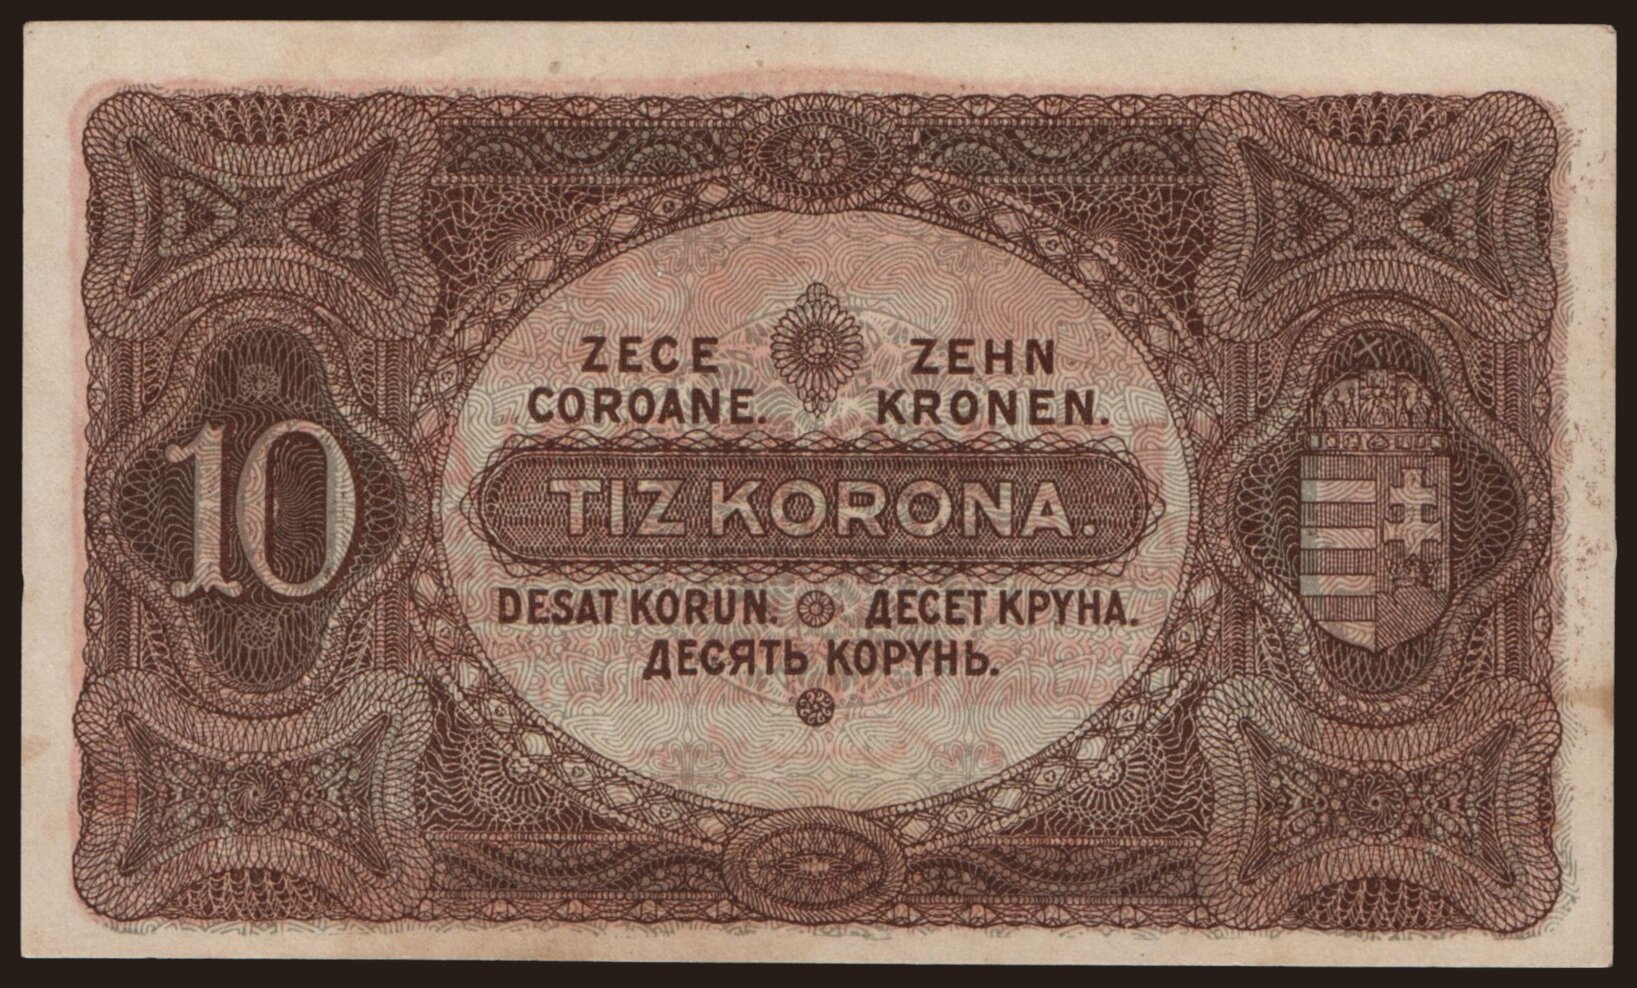 ZECE
COROANE.
ZEHN
KRONEN.
10
TIZ KORONA.
DESAT KORUN.
ДЕСЕТ КРУНА.
ДЕСЯТЬ КОРУНЬ.